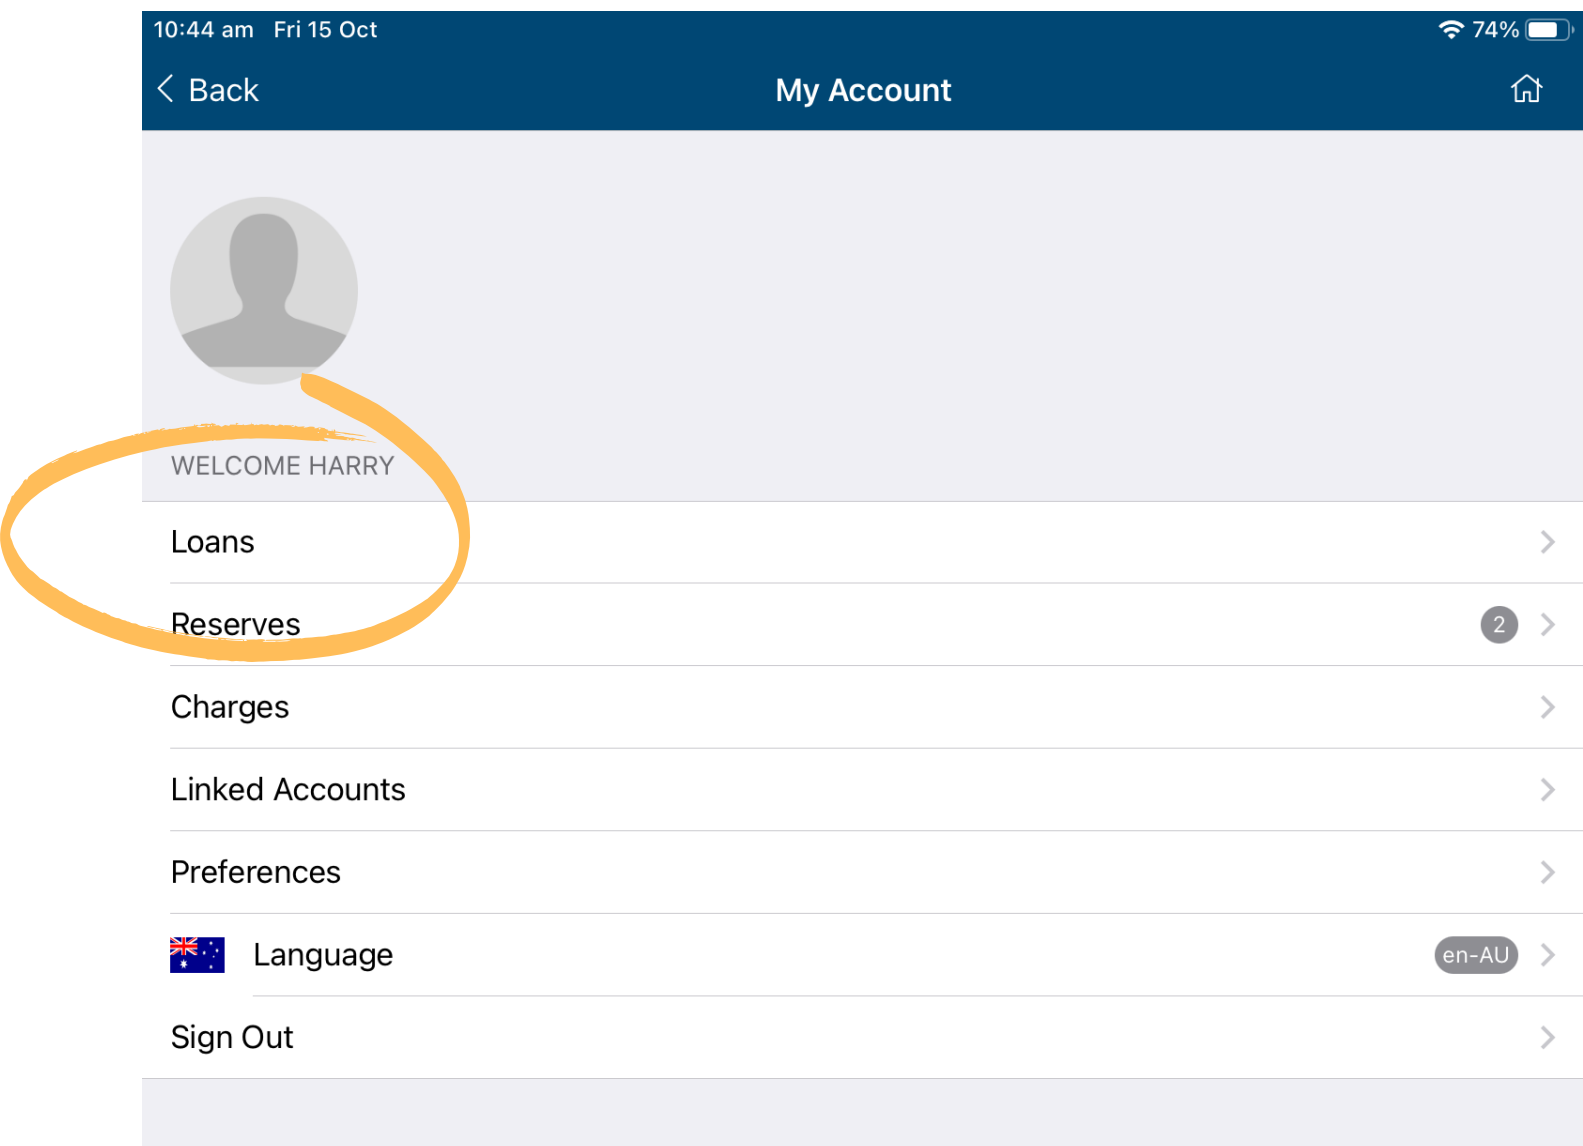 10:44 am Fri 15 Oct 74%
Back My Account
WELCOME HARRY
Loans
Reserves 2
Charges
Linked Accounts
Preferences
Language en-AU
Sign Out